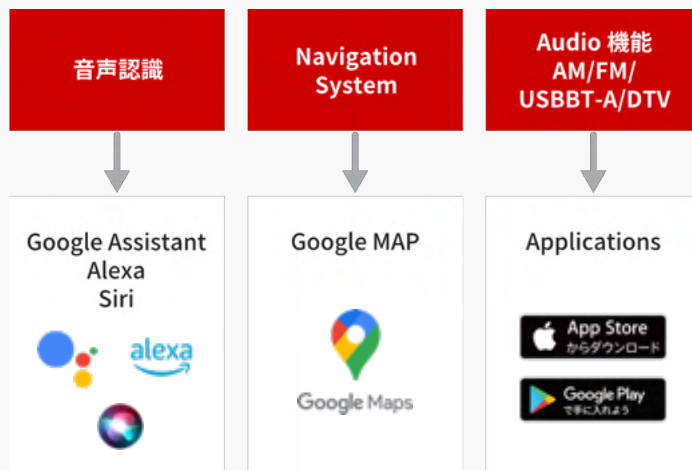 音声認識
Navigation
System
Audio 機能
AM/FM/
USBBT-A/DTV
Google Assistant
Alexa
Siri
alexa
Google MAP
Google Maps
Applications
App Store
からダウンロード
Google Play
で手に入れよう